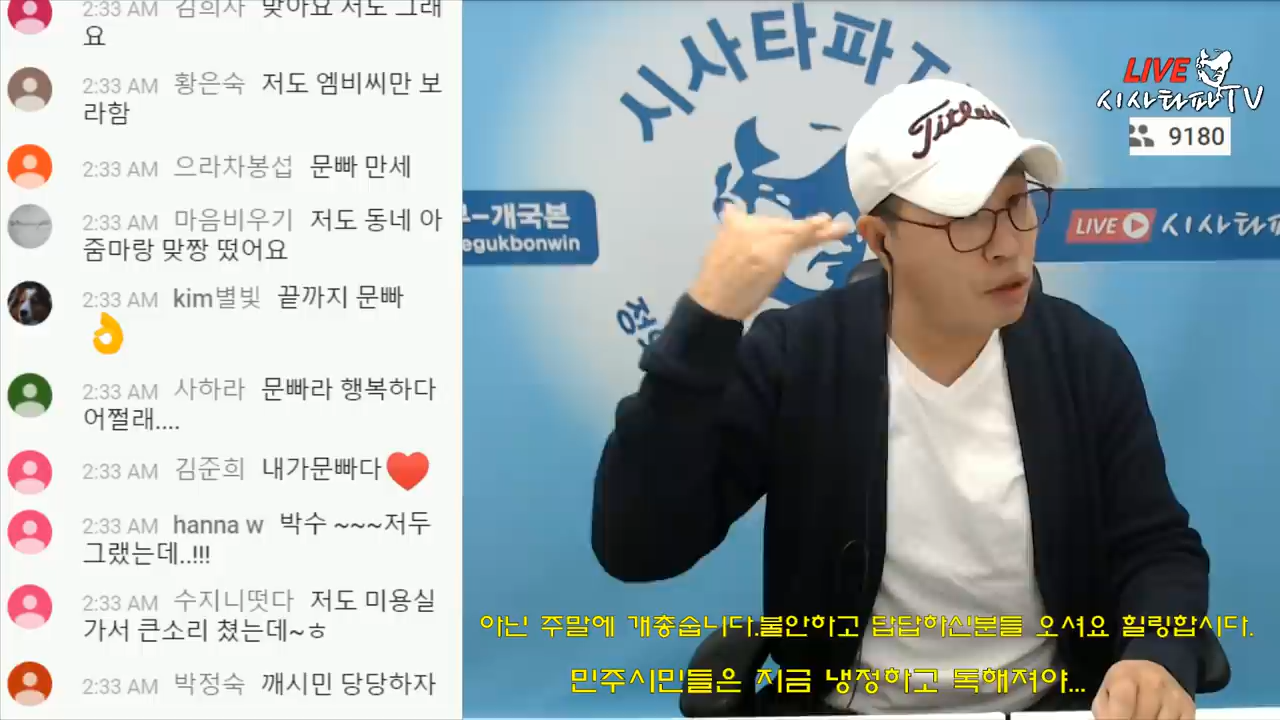 2:33 AM 김희자 맞아요 저도 그래
요
2:33 AM 황은숙 저도 엠비씨만 보
라함
2:33 AM 으라차봉섭 문빠 만세
2:33 AM 마음비우기 저도 동네 아
줌마랑 맞짱 떴어요
2:33 AM kim별빛 끝까지 문빠
👌
2:33 AM 사하라 문빠라 행복하다
어쩔래....
2:33 AM 김준희 내가문빠다❤️
2:33 AM hanna w 박수 ~~~저두
그랬는데..!!!
2:33 AM 수지니떳다 저도 미용실
가서 큰소리 쳤는데~ㅎ
2:33 AM 박정숙 깨시민 당당하자
시사타파T
Titleis
LIVE
시사타파TV
9180
-개국본
egukbonwin
LIVE 시사타파
아닌 주말에 개총숩니다.불안하고 답답하신분들 오셔요 힐링합시다.
민주시민들은 지금 냉정하고 독해져야...